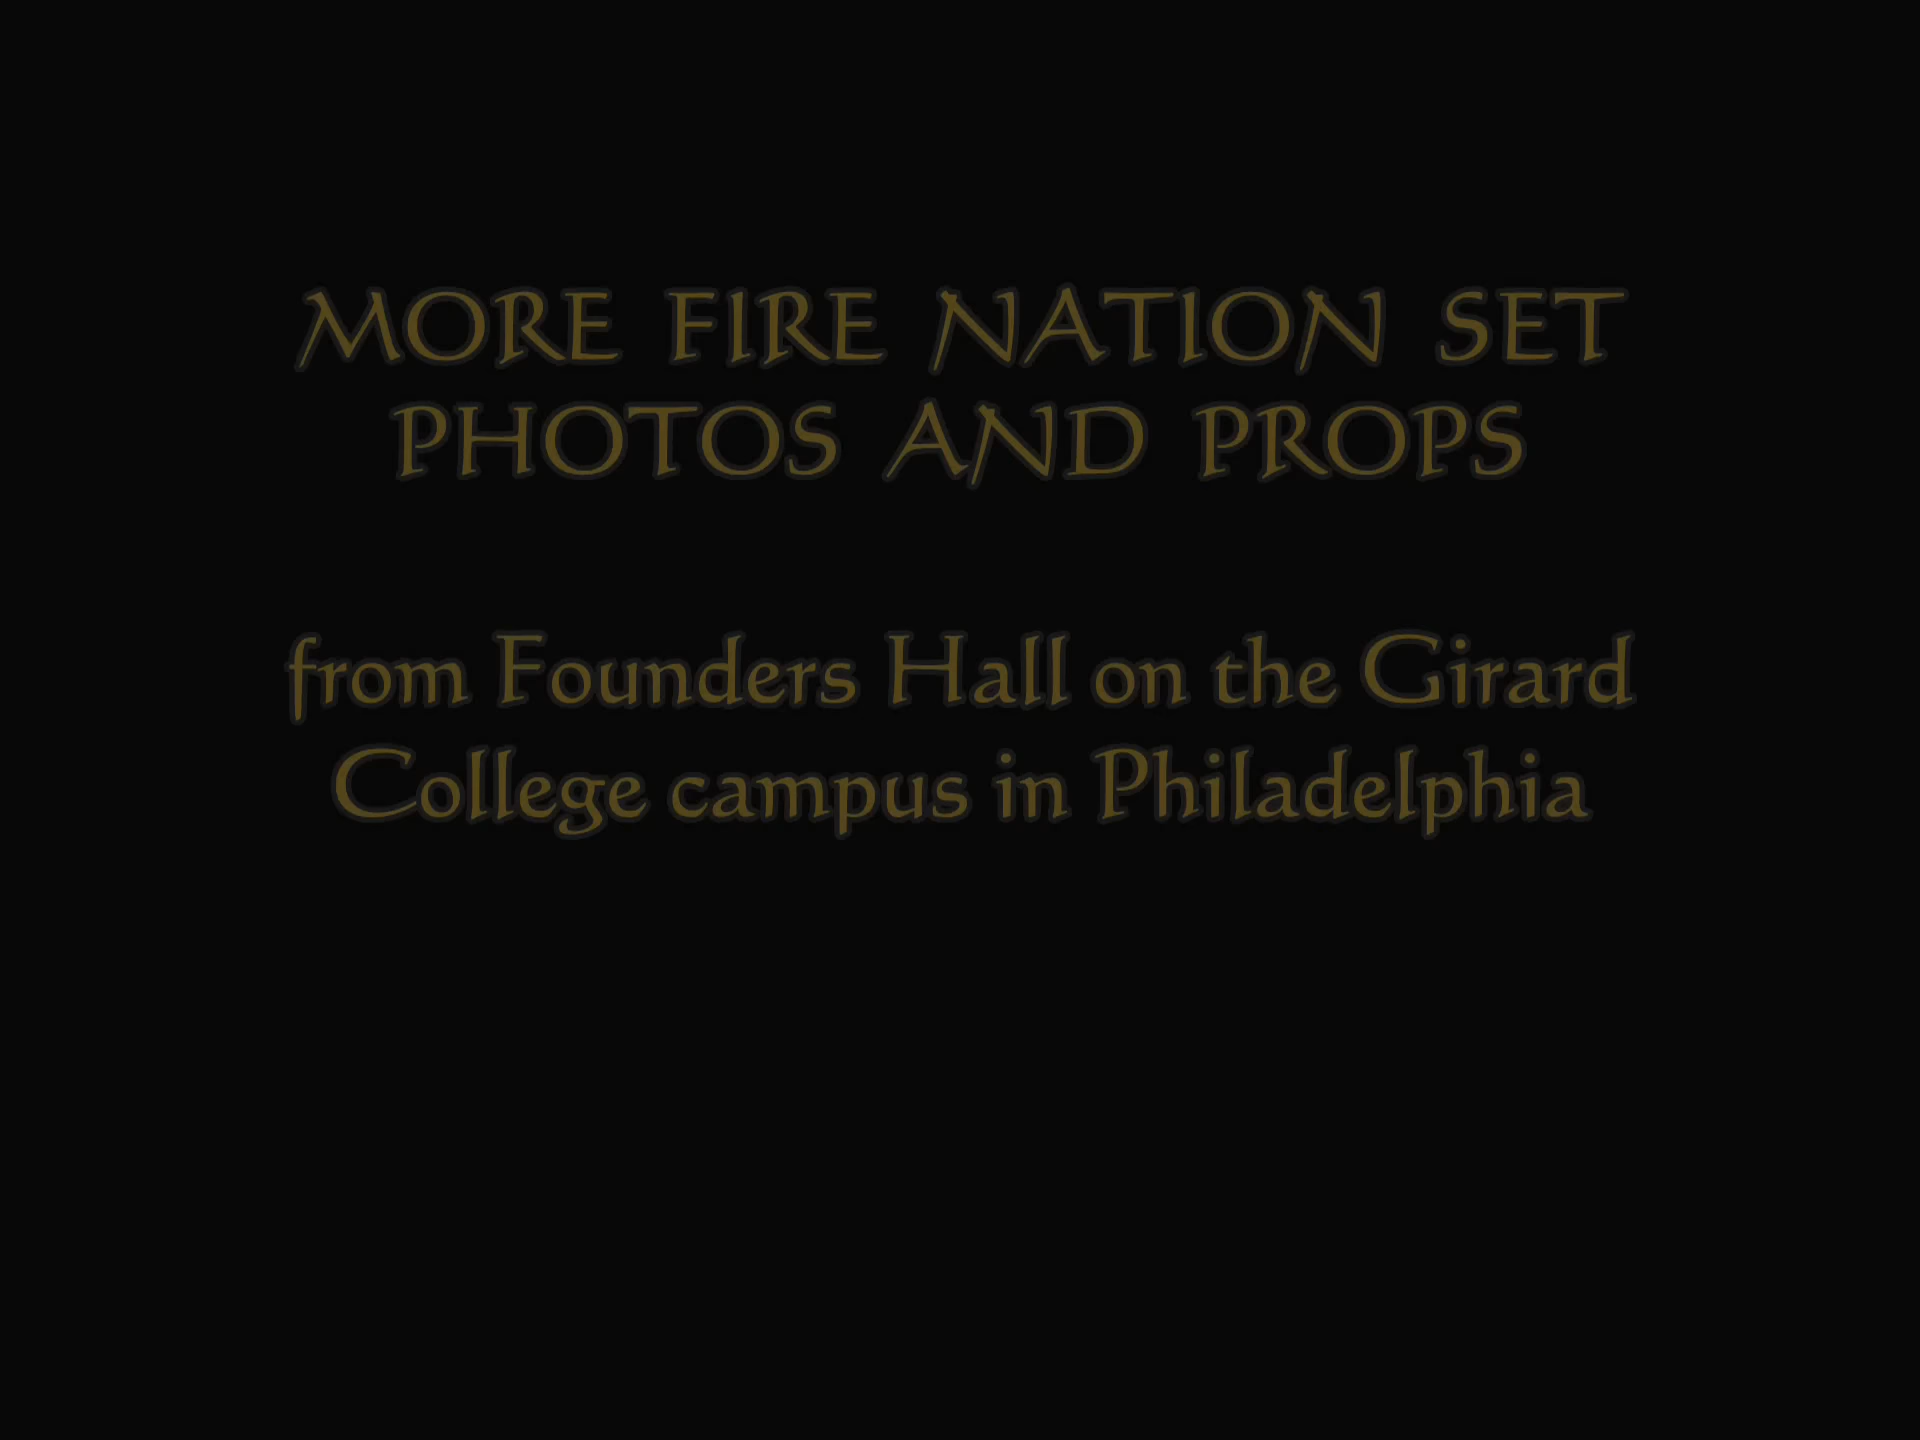 MORE FIRE NATION SET
PHOTOS AND PROPS
from Founders Hall on the Girard
College campus in Philadelphia